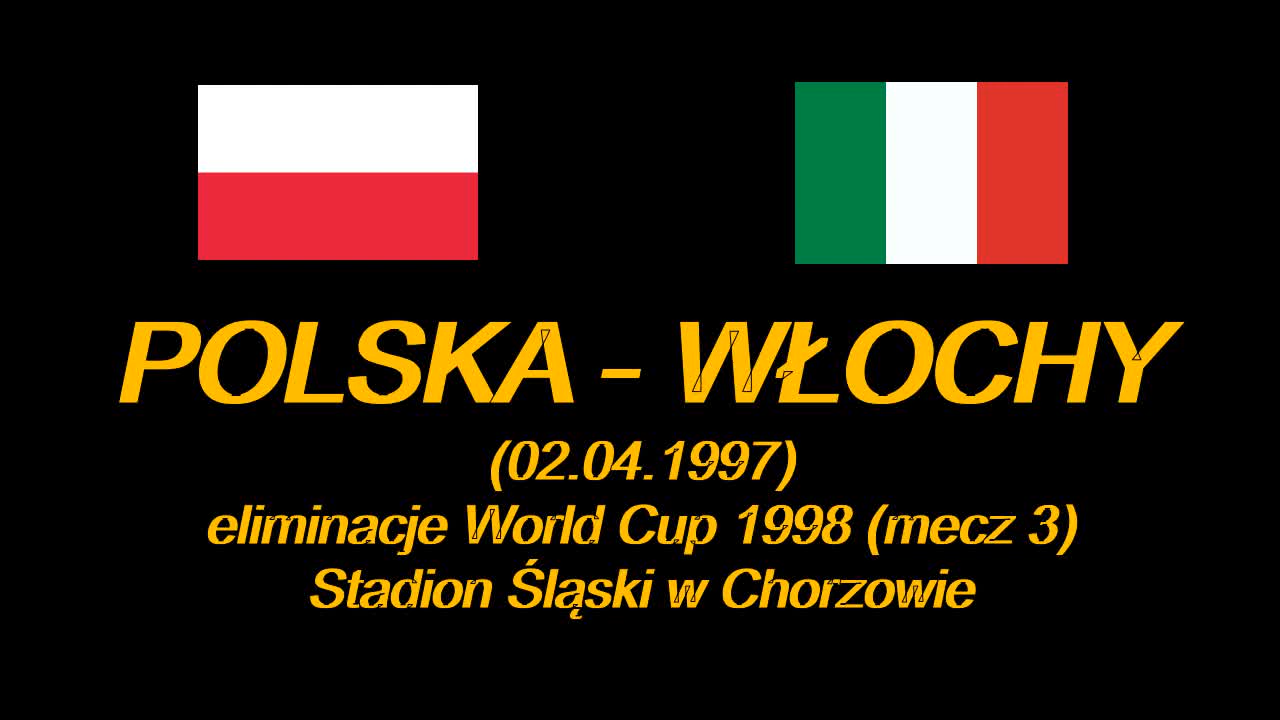 POLSKA - WŁOCHY
(02.04.1997)
eliminacje World Cup 1998 (mecz 3)
Stadion Śląski w Chorzowie